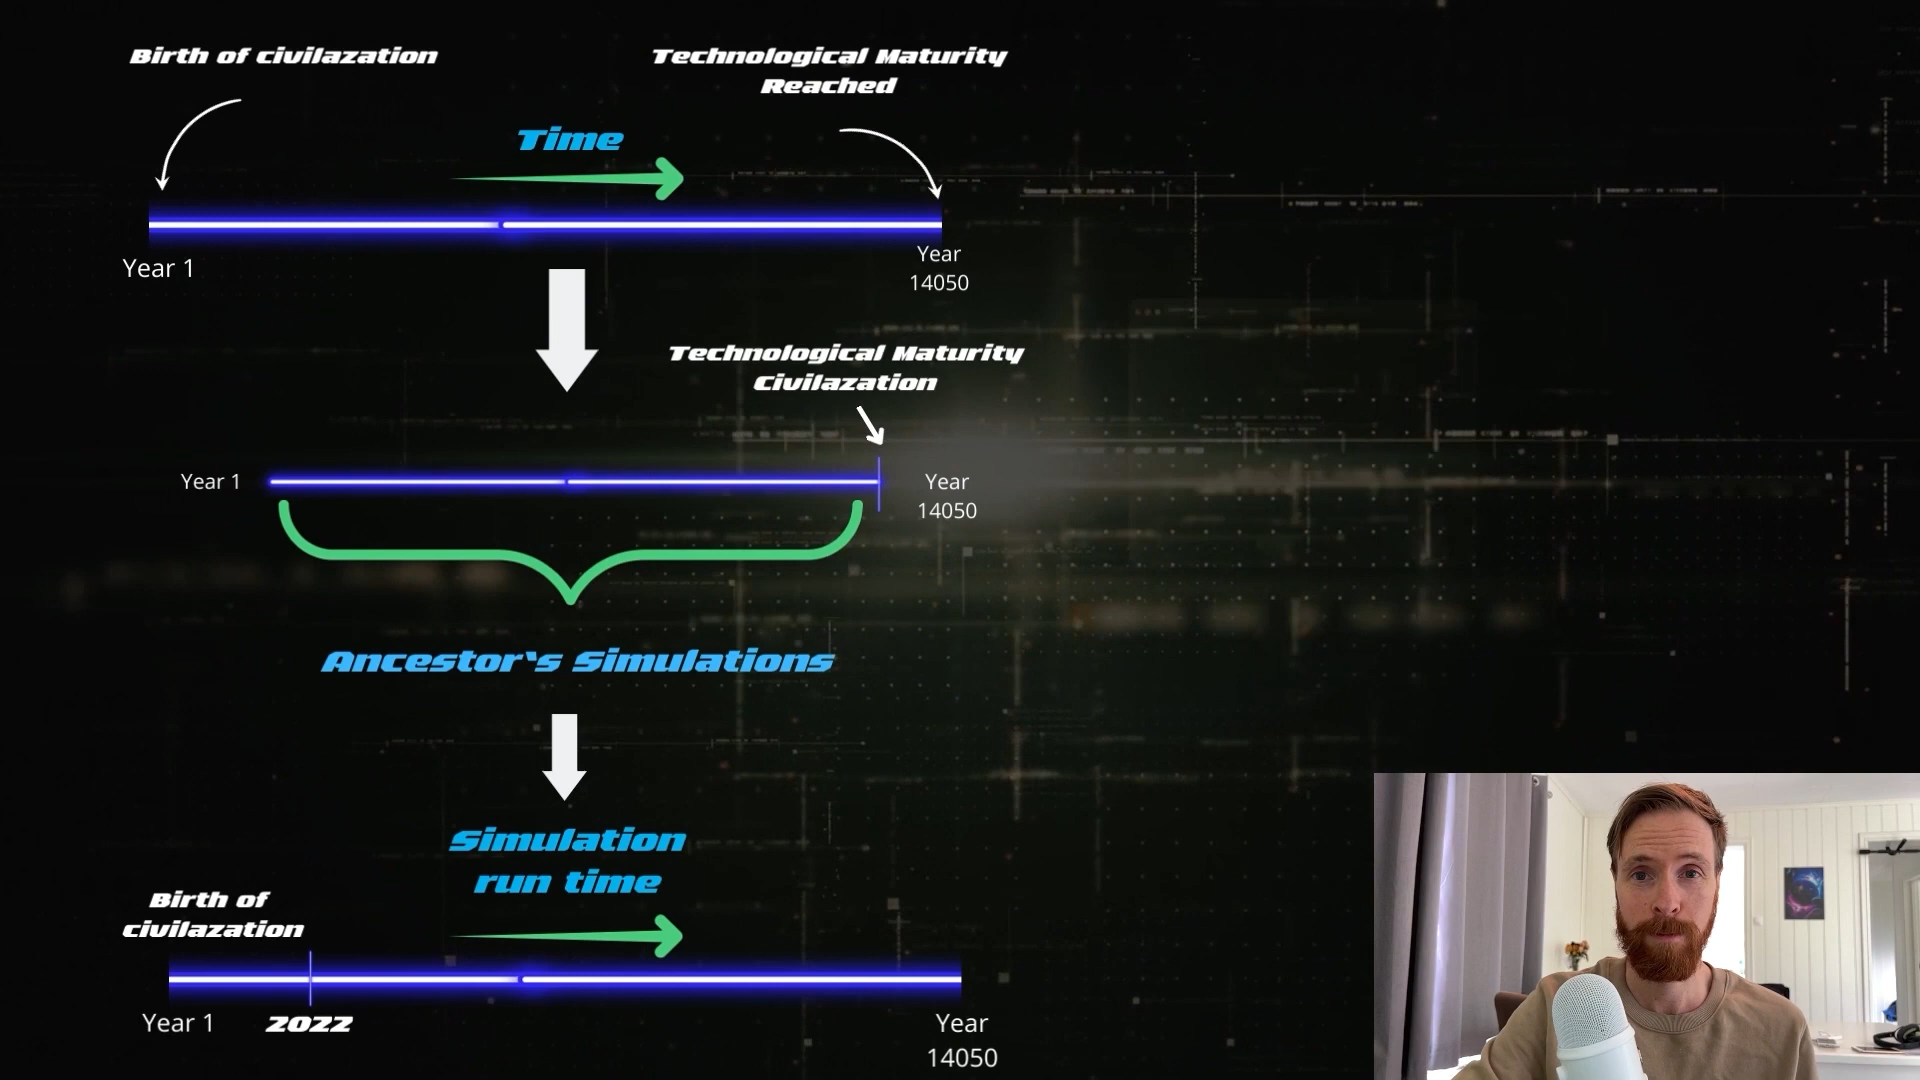 Birth of civilazation
Technological Maturity
Reached
Time
Year 1
Year
14050
Technological Maturity
Civilazation
Year 1
Year
14050
Ancestor's Simulations
Simulation
run time
Birth of
civilazation
Year 1
2022
Year
14050